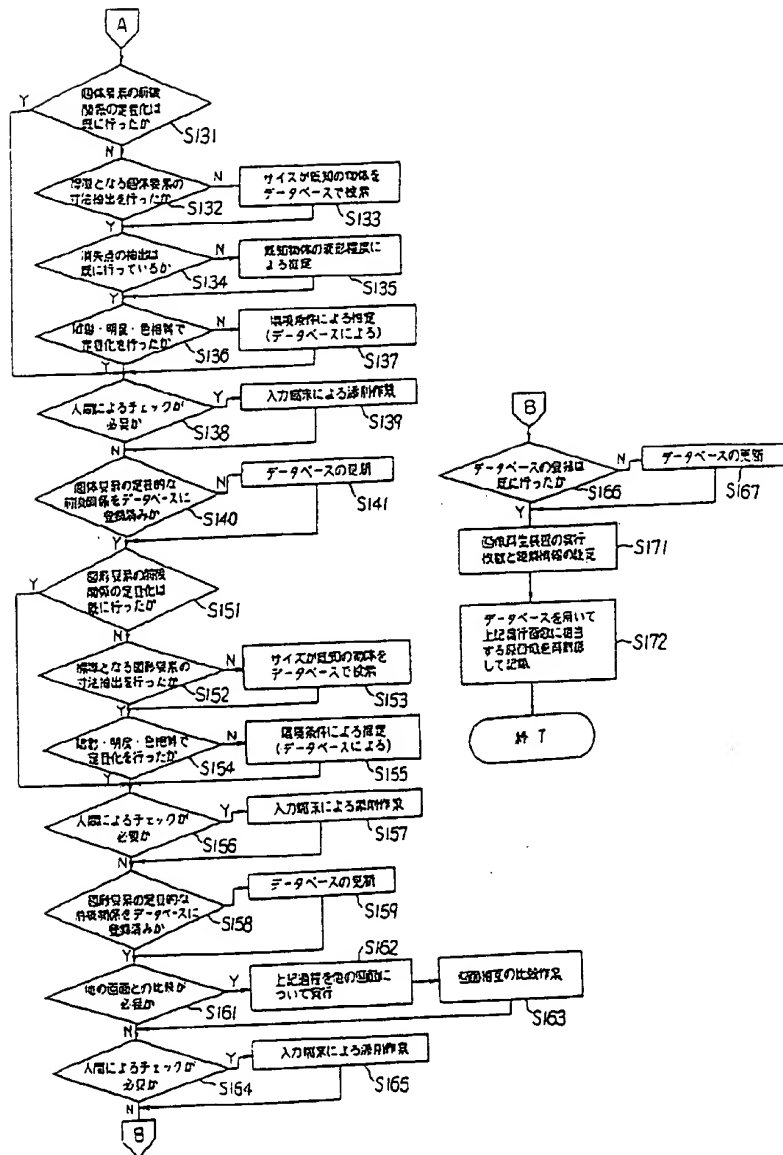 A
Y
個体要素の前後
関係の定量化は
既に行ったか
S131
N
標準となる個体要素の
寸法抽出を行ったか
S132
N
サイズが既知の物体を
データベースで検索
S133
Y
消失点の抽出は
既に行っているか
S134
N
既知物体の変形程度に
よる推定
S135
Y
陰影・明度・色相等で
定量化を行ったか
S136
N
環境条件による推定
(データベースによる)
S137
Y
人間によるチェックが
必要か
S138
Y
入力端末による添削作業
S139
N
個体要素の定量的な
前後関係をデータベースに
登録済みか
S140
N
データベースの更新
S141
Y
Y
図形要素の前後
関係の定量化は
既に行ったか
S151
N
標準となる図形要素の
寸法抽出を行ったか
S152
N
サイズが既知の物体を
データベースで検索
S153
Y
陰影・明度・色相等で
定量化を行ったか
S154
N
環境条件による推定
(データベースによる)
S155
Y
人間によるチェックが
必要か
S156
Y
入力端末による添削作業
S157
N
図形要素の定量的な
前後関係をデータベースに
登録済みか
S158
データベースの更新
S159
Y
他の画面との比較が
必要か
S161
Y
上記過程を他の画面に
ついて実行
S162
画面相互の比較作業
S163
N
人間によるチェックが
必要か
S164
Y
入力端末による添削作業
S165
N
B
B
データベースの登録は
既に行ったか
S166
N
データベースの更新
S167
Y
画像再生装置の実行
枚数と視差情報の設定
S171
データベースを用いて
上記実行画数に相当
する
して記録
S172
終了